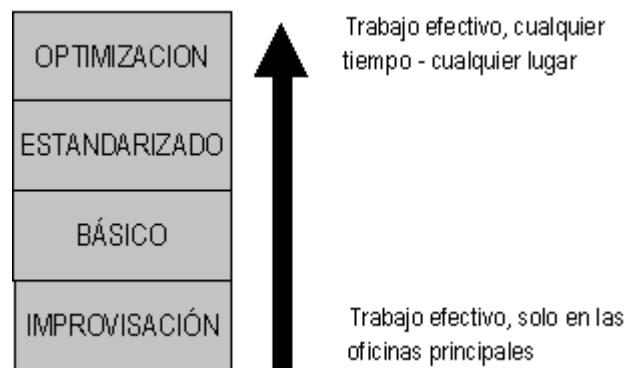 OPTIMIZACION
Trabajo efectivo, cualquier
tiempo - cualquier lugar
ESTANDARIZADO
BÁSICO
IMPROVISACIÓN
Trabajo efectivo, solo en las
oficinas principales